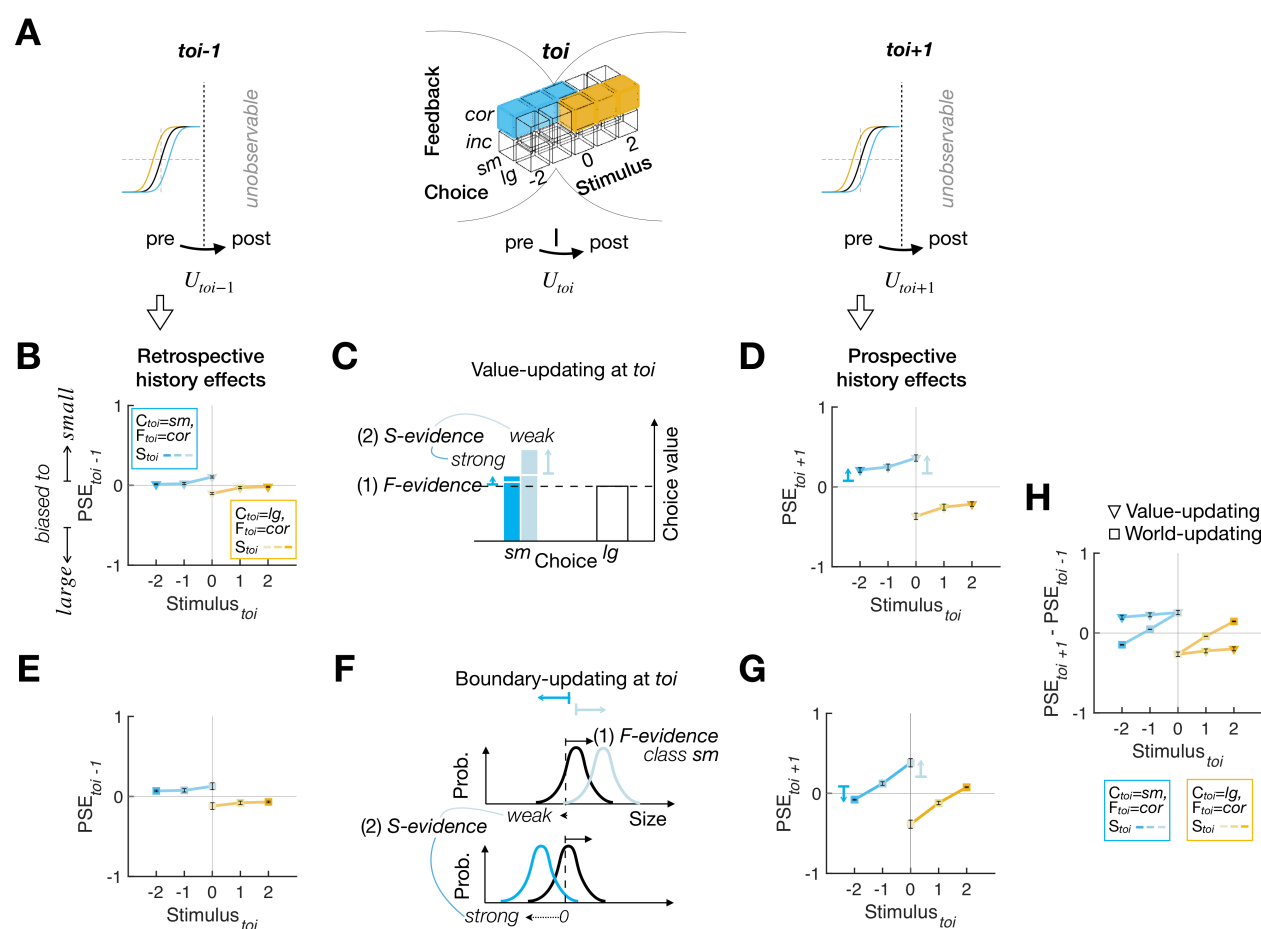 A
toi-1
toi
toi+1
Feedback
cor
inc
sm
lg
Choice
-2
0
2
Stimulus
unobservable
unobservable
pre
post
pre
post
pre
post
U_toi−1
U_toi
U_toi+1
B
Retrospective
history effects
biased to
small
large
PSE_toi -1
1
0
-1
C_toi=sm,
F_toi=cor
S_toi
C_toi=lg,
F_toi=cor
S_toi
-2 -1 0 1 2
Stimulus_toi
C
Value-updating at toi
(2) S-evidence
weak
strong
(1) F-evidence
sm
lg
Choice
Choice value
D
Prospective
history effects
PSE_toi +1
1
0
-1
-2 -1 0 1 2
Stimulus_toi
H
Value-updating
World-updating
PSE_toi +1 - PSE_toi -1
1
0
-1
-2 -1 0 1 2
Stimulus_toi
C_toi=sm,
F_toi=cor
S_toi
C_toi=lg,
F_toi=cor
S_toi
E
PSE_toi -1
1
0
-1
-2 -1 0 1 2
Stimulus_toi
F
Boundary-updating at toi
(1) F-evidence
class sm
Prob.
weak
Size
(2) S-evidence
Prob.
strong
0
G
PSE_toi +1
1
0
-1
-2 -1 0 1 2
Stimulus_toi